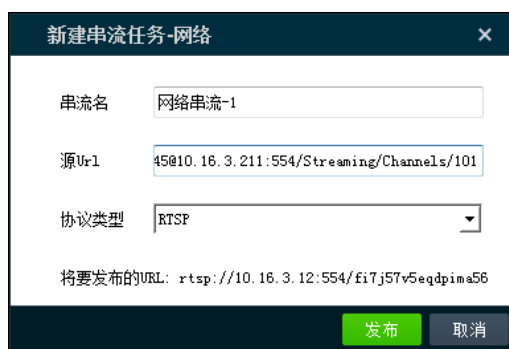 新建串流任务-网络 ×
串流名 网络串流-1
源Url 45@10.16.3.211:554/Streaming/Channels/101
协议类型 RTSP
将要发布的URL: rtsp://10.16.3.12:554/fi7j57v5eqdpima56
发布 取消